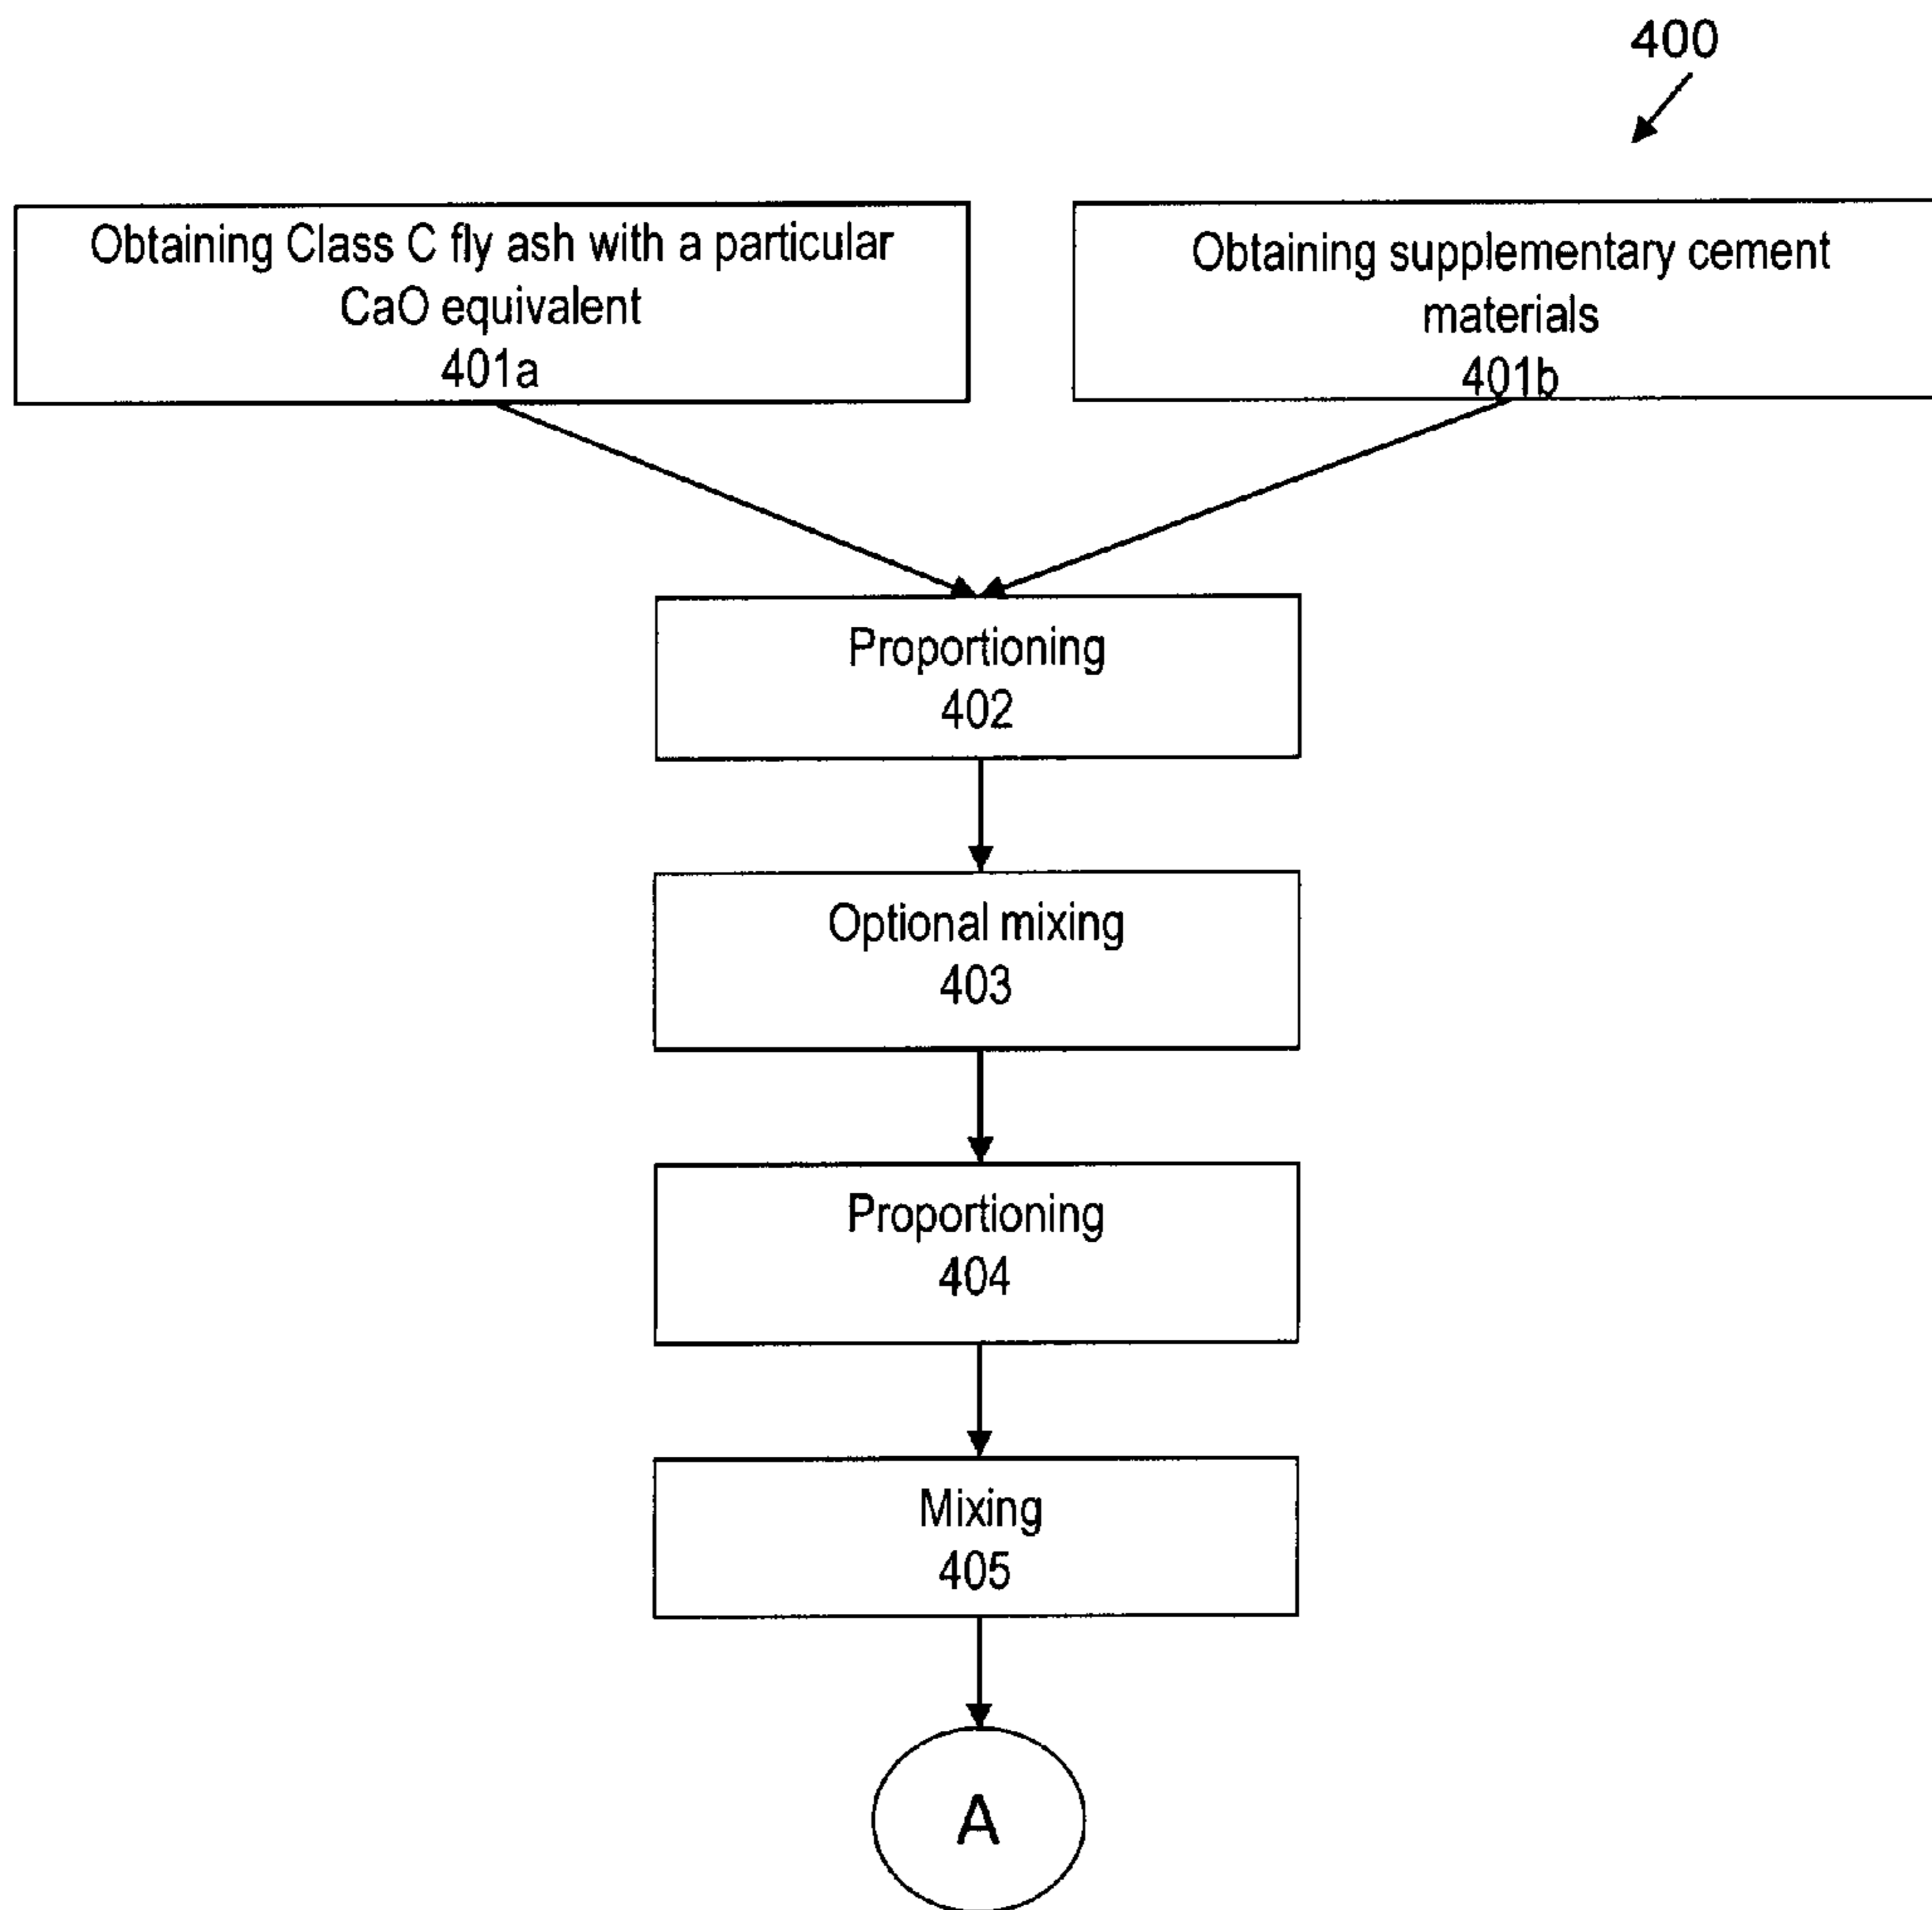 400
Obtaining Class C fly ash with a particular
CaO equivalent
401a
Obtaining supplementary cement
materials
401b
Proportioning
402
Optional mixing
403
Proportioning
404
Mixing
405
A